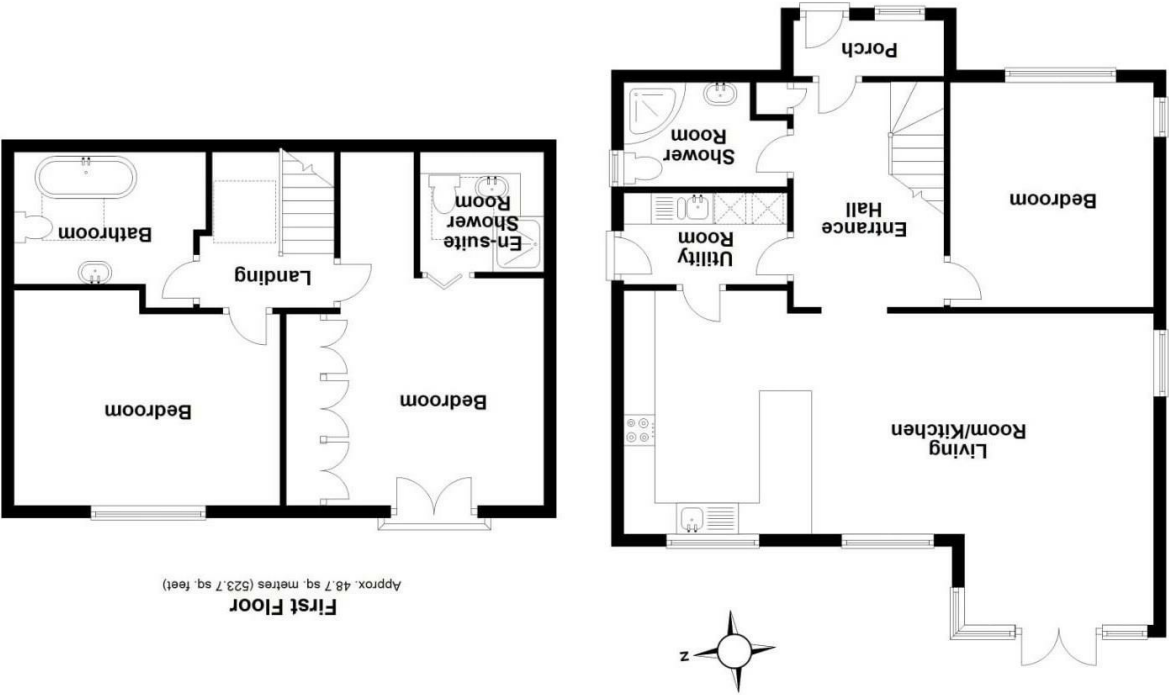 N
Living
Room/Kitchen
Utility
Room
Entrance
Hall
Bedroom
Shower
Room
Porch
First Floor
Approx. 48.7 sq. metres (523.7 sq. feet)
Bedroom
Bedroom
Landing
En-suite
Shower
Room
Bathroom